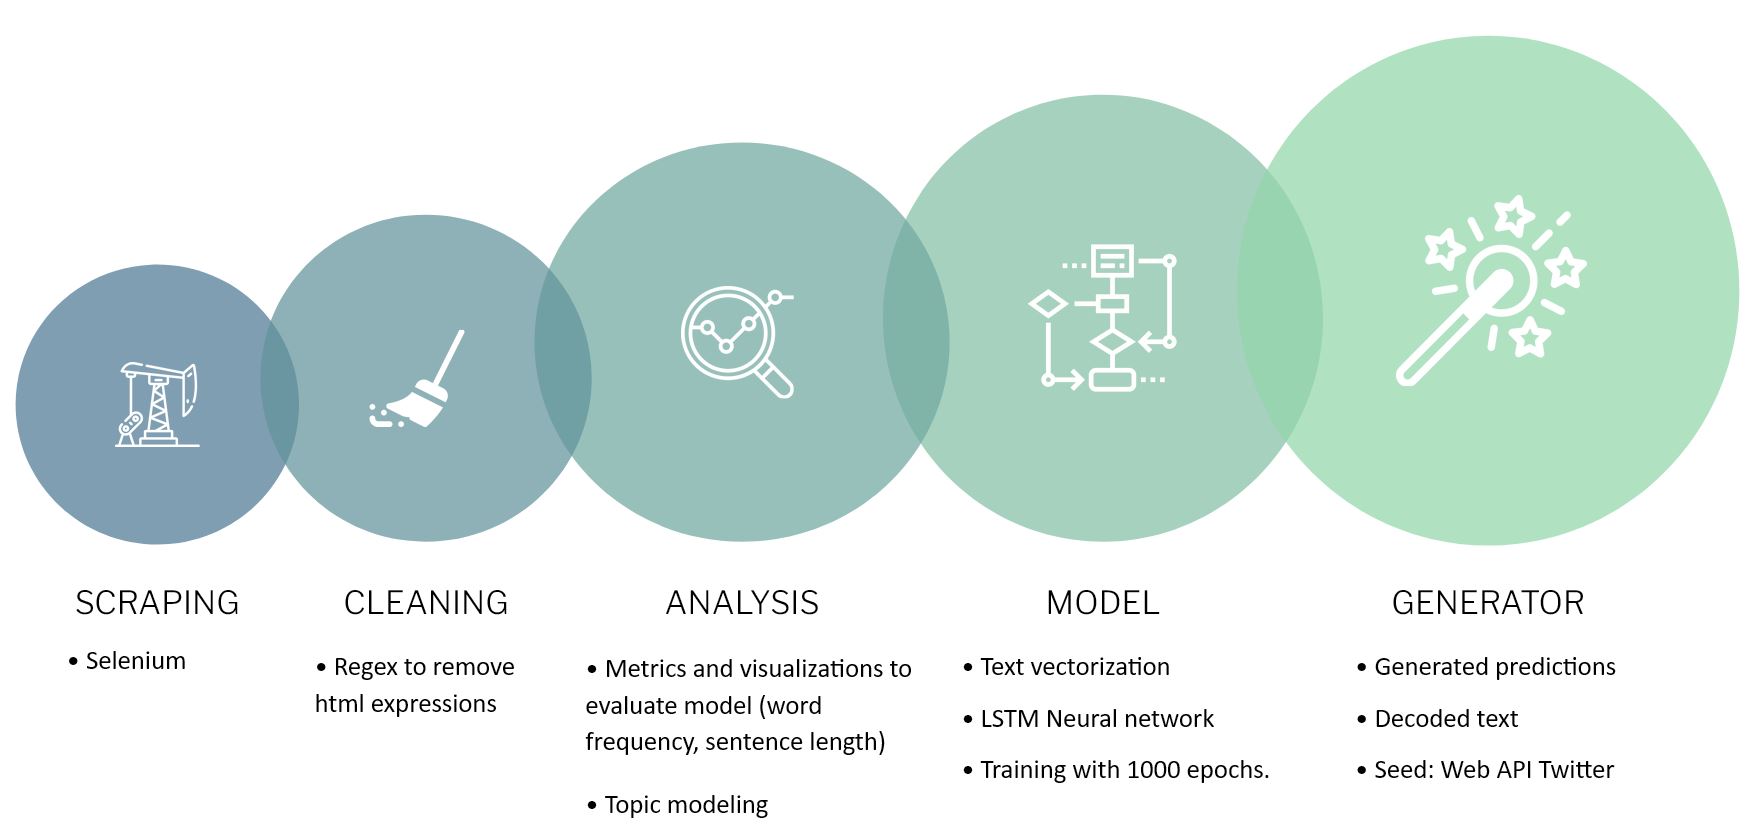 SCRAPING
• Selenium
CLEANING
• Regex to remove
html expressions
ANALYSIS
• Metrics and visualizations to
evaluate model (word
frequency, sentence length)
• Topic modeling
MODEL
• Text vectorization
• LSTM Neural network
• Training with 1000 epochs.
GENERATOR
• Generated predictions
• Decoded text
• Seed: Web API Twitter